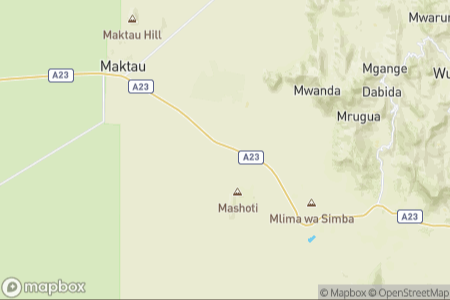 Mwarun
Maktau Hill
Maktau
Mgange
Wu
A23
A23
Mwanda
Dabida
Mrugua
A23
Mashoti
Mlima wa Simba
A23
mapbox
© Mapbox © OpenStreetMap